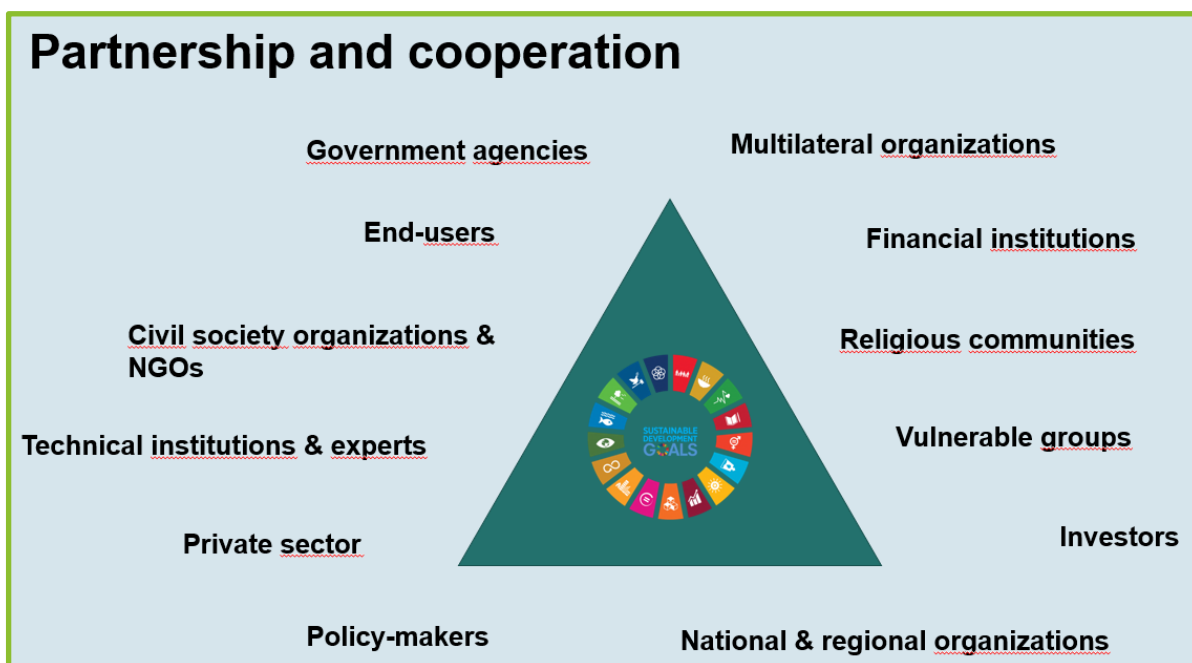 Partnership and cooperation
Government agencies
Multilateral organizations
End-users
Financial institutions
Civil society organizations &
NGOs
Religious communities
Technical institutions & experts
Vulnerable groups
Private sector
Investors
Policy-makers
National & regional organizations
SUSTAINABLE
DEVELOPMENT
GOALS